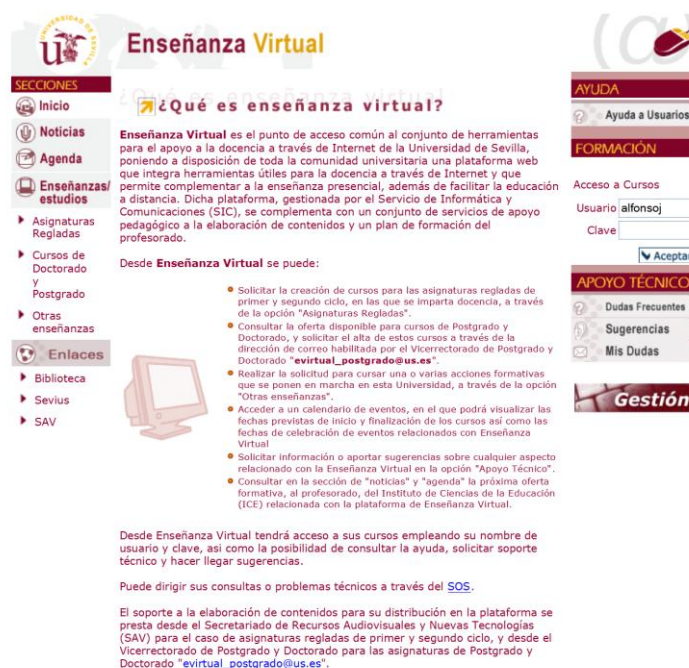 UNIVERSIDAD DE SEVILLA
Enseñanza Virtual
SECCIONES
Inicio
Noticias
Agenda
Enseñanzas/
estudios
Asignaturas
Regladas
Cursos de
Doctorado
y
Postgrado
Otras
enseñanzas
Enlaces
Biblioteca
Sevius
SAV
¿Qué es enseñanza virtual?
¿Qué es enseñanza virtual?
Enseñanza Virtual es el punto de acceso común al conjunto de herramientas
para el apoyo a la docencia a través de Internet de la Universidad de Sevilla,
poniendo a disposición de toda la comunidad universitaria una plataforma web
que integra herramientas útiles para la docencia a través de Internet y que
permite complementar a la enseñanza presencial, además de facilitar la educación
a distancia. Dicha plataforma, gestionada por el Servicio de Informática y
Comunicaciones (SIC), se complementa con un conjunto de servicios de apoyo
pedagógico a la elaboración de contenidos y un plan de formación del
profesorado.
Desde Enseñanza Virtual se puede:
Solicitar la creación de cursos para las asignaturas regladas de
primer y segundo ciclo, en las que se imparta docencia, a través
de la opción "Asignaturas Regladas".
Consultar la oferta disponible para cursos de Postgrado y
Doctorado, y solicitar el alta de estos cursos a través de la
dirección de correo habilitada por el Vicerrectorado de Postgrado y
Doctorado "evirtual_postgrado@us.es".
Realizar la solicitud para cursar una o varias acciones formativas
que se ponen en marcha en esta Universidad, a través de la opción
"Otras enseñanzas".
Acceder a un calendario de eventos, en el que podrá visualizar las
fechas previstas de inicio y finalización de los cursos así como las
fechas de celebración de eventos relacionados con Enseñanza
Virtual
Solicitar información o aportar sugerencias sobre cualquier aspecto
relacionado con la Enseñanza Virtual en la opción "Apoyo Técnico".
Consultar en la sección de "noticias" y "agenda" la próxima oferta
formativa, al profesorado, del Instituto de Ciencias de la Educación
(ICE) relacionada con la plataforma de Enseñanza Virtual.
Desde Enseñanza Virtual tendrá acceso a sus cursos empleando su nombre de
usuario y clave, asi como la posibilidad de consultar la ayuda, solicitar soporte
técnico y hacer llegar sugerencias.
Puede dirigir sus consultas o problemas técnicos a través del SOS.
El soporte a la elaboración de contenidos para su distribución en la plataforma se
presta desde el Secretariado de Recursos Audiovisuales y Nuevas Tecnologías
(SAV) para el caso de asignaturas regladas de primer y segundo ciclo, y desde el
Vicerrectorado de Postgrado y Doctorado para las asignaturas de Postgrado y
Doctorado "evirtual_postgrado@us.es".
AYUDA
Ayuda a Usuarios
FORMACIÓN
Acceso a Cursos
Usuario alfonsoj
Clave
Aceptar
APOYO TÉCNICO
Dudas Frecuentes
Sugerencias
Mis Dudas
Gestión